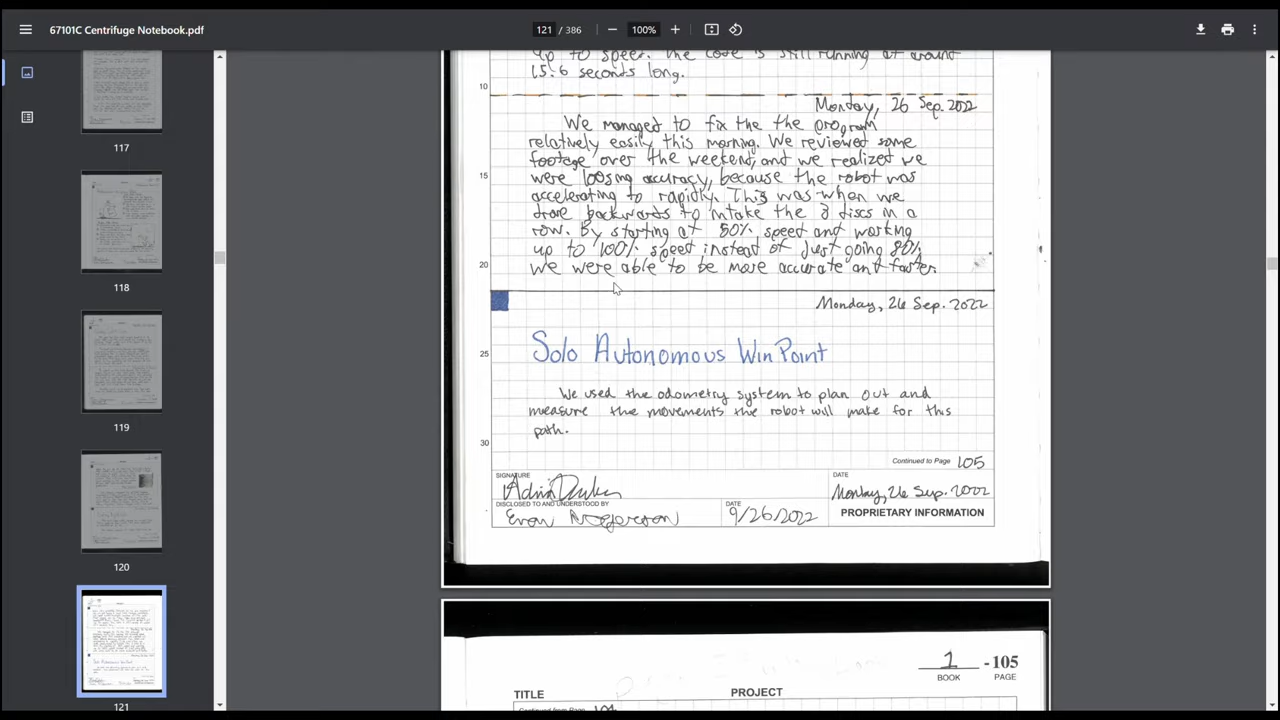 67101C Centrifuge Notebook.pdf
121 / 386
100%
up to speed. The code is still running at around
15.6 seconds long.
10
Monday, 26 Sep. 2022
We managed to fix the the program
relatively easily this morning. We reviewed some
footage over the weekend, and we realized we
15
were loosing accuracy, because the robot was
accelerating to rapidly. This was when we
drove backwards to intake the 3 discs in a
row. By starting at 50% speed and working
up to 100% speed instead of just going 80%
20
we were able to be more accurate and faster.
Monday, 26 Sep. 2022
25
Solo Autonomous Win Point
We used the odometry system to plan out and
measure the movements the robot will make for this
path.
30
Continued to Page 105
SIGNATURE
DATE
Monday, 26 Sep. 2022
DISCLOSED TO AND UNDERSTOOD BY
DATE
Evan
9/26/2022
PROPRIETARY INFORMATION
1 -105
BOOK PAGE
TITLE PROJECT
Continued from Page 104
117
118
119
120
121